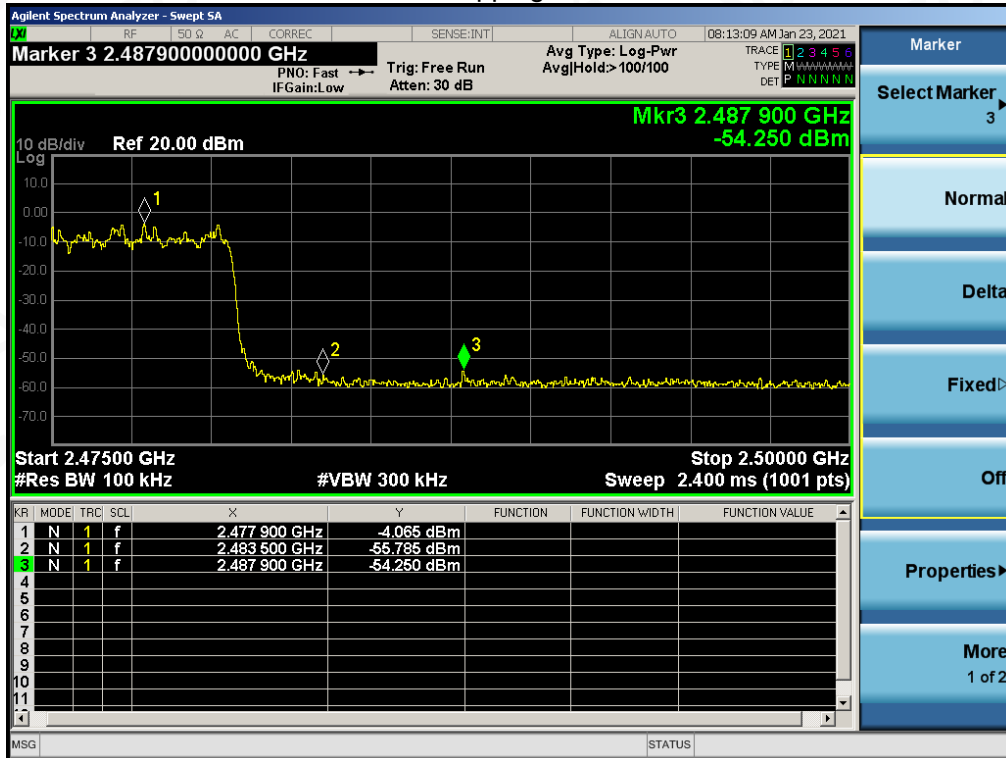 Agilent Spectrum Analyzer - Swept SA
LXI RF 50 Ω AC CORREC SENSE:INT ALIGN AUTO 08:13:09 AM Jan 23, 2021
Marker 3 2.487900000000 GHz
PNO: Fast Trig: Free Run Avg Type: Log-Pwr TRACE 1 2 3 4 5 6
IFGain:Low Atten: 30 dB Avg|Hold:>100/100 TYPE M WWWWW
DET P N N N N N
Mkr3 2.487 900 GHz
-54.250 dBm
10 dB/div Ref 20.00 dBm
Log
10.0
0.00
-10.0
-20.0
-30.0
-40.0
-50.0
-60.0
-70.0
1
2
3
Start 2.47500 GHz Stop 2.50000 GHz
#Res BW 100 kHz #VBW 300 kHz Sweep 2.400 ms (1001 pts)
KR MODE TRC SCL X Y FUNCTION FUNCTION WIDTH FUNCTION VALUE
1 N 1 f 2.477 900 GHz -4.065 dBm
2 N 1 f 2.483 500 GHz -55.785 dBm
3 N 1 f 2.487 900 GHz -54.250 dBm
4
5
6
7
8
9
10
11
MSG STATUS
Marker
Select Marker
3
Normal
Delta
Fixed
Off
Properties
More
1 of 2